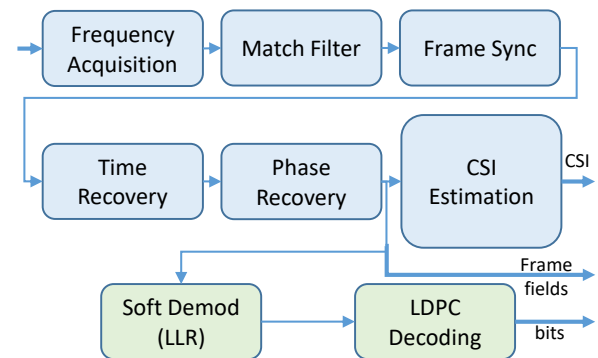 Frequency
Acquisition
Match Filter
Frame Sync
Time
Recovery
Phase
Recovery
CSI
Estimation
CSI
Frame
fields
Soft Demod
(LLR)
LDPC
Decoding
bits